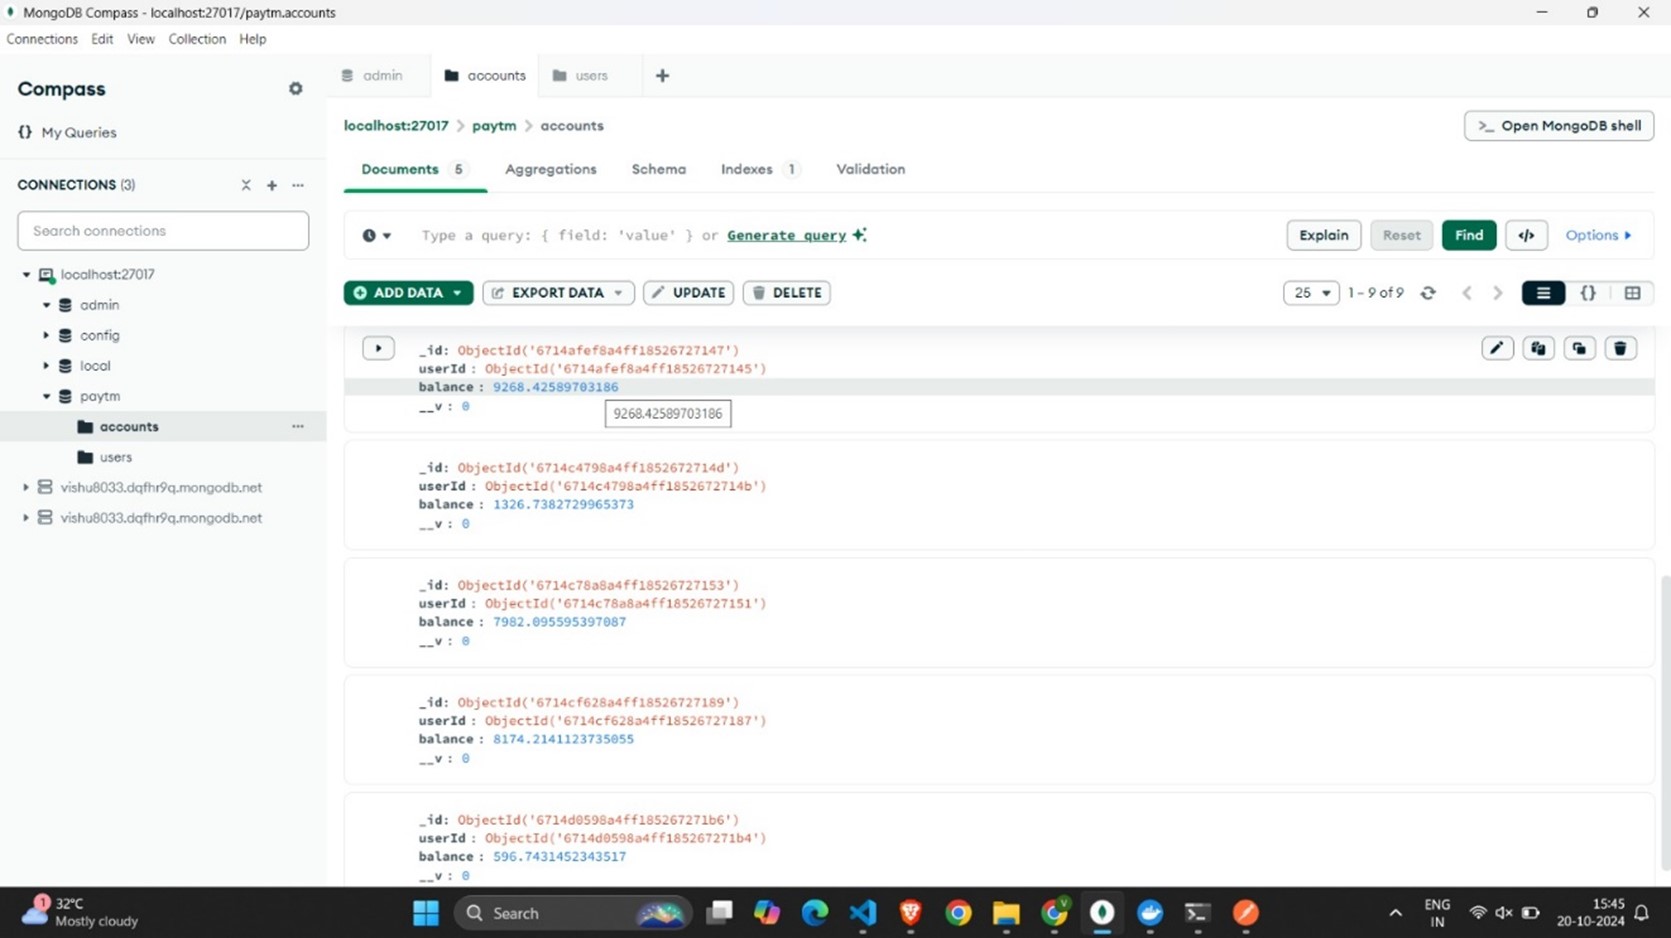 MongoDB Compass - localhost:27017/paytm.accounts
Connections Edit View Collection Help
Compass
{} My Queries
CONNECTIONS (3)
Search connections
localhost:27017
admin
config
local
paytm
accounts
users
vishu8033.dqfhr9q.mongodb.net
vishu8033.dqfhr9q.mongodb.net
admin accounts users +
localhost:27017 > paytm > accounts
>_ Open MongoDB shell
Documents 5 Aggregations Schema Indexes 1 Validation
Type a query: { field: 'value' } or Generate query
Explain Reset Find </> Options
ADD DATA EXPORT DATA UPDATE DELETE
25 1 – 9 of 9
_id: ObjectId('6714afef8a4ff18526727147')
userId : ObjectId('6714afef8a4ff18526727145')
balance : 9268.42589703186
__v : 0
9268.42589703186
_id: ObjectId('6714c4798a4ff1852672714d')
userId : ObjectId('6714c4798a4ff1852672714b')
balance : 1326.7382729965373
__v : 0
_id: ObjectId('6714c78a8a4ff18526727153')
userId : ObjectId('6714c78a8a4ff18526727151')
balance : 7982.095595397087
__v : 0
_id: ObjectId('6714cf628a4ff18526727189')
userId : ObjectId('6714cf628a4ff18526727187')
balance : 8174.2141123735055
__v : 0
_id: ObjectId('6714d0598a4ff185267271b6')
userId : ObjectId('6714d0598a4ff185267271b4')
balance : 596.7431452343517
__v : 0
1
32°C
Mostly cloudy
Search
V
ENG
IN
15:45
20-10-2024